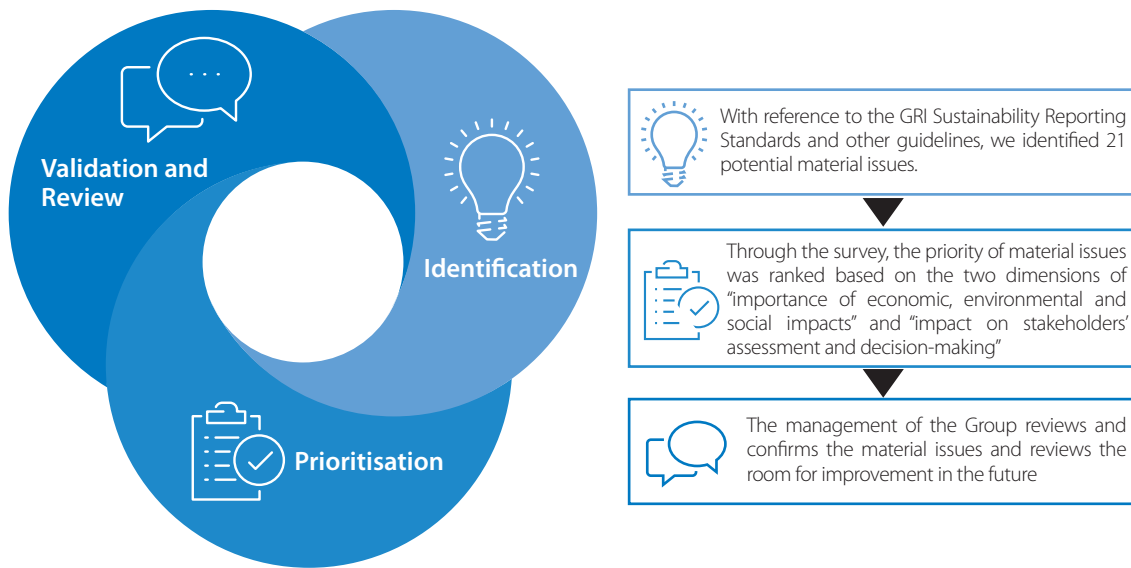 Validation and
Review
Identification
Prioritisation
With reference to the GRI Sustainability Reporting
Standards and other guidelines, we identified 21
potential material issues.
Through the survey, the priority of material issues
was ranked based on the two dimensions of
“importance of economic, environmental and
social impacts” and “impact on stakeholders’
assessment and decision-making”
The management of the Group reviews and
confirms the material issues and reviews the
room for improvement in the future